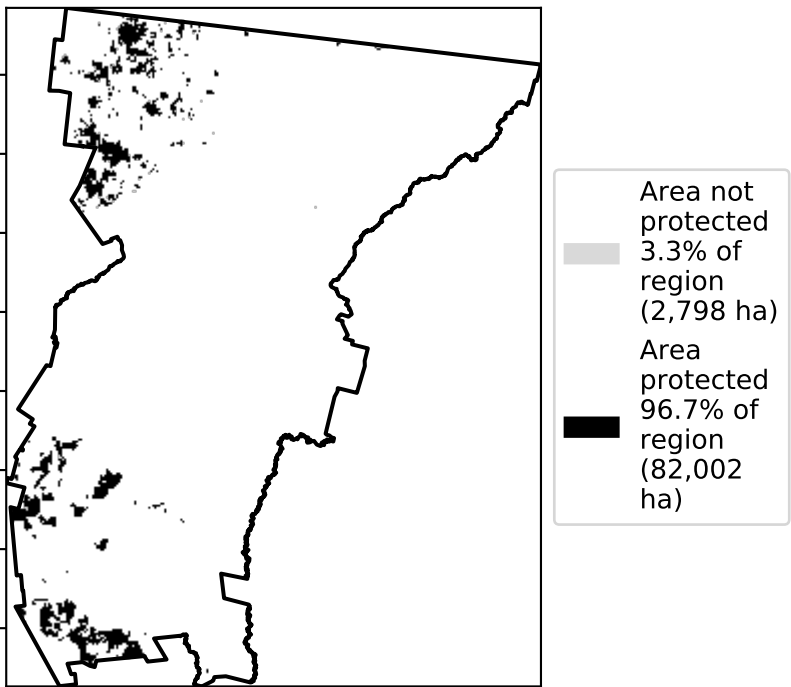 Area not
protected
3.3% of
region
(2,798 ha)
Area
protected
96.7% of
region
(82,002
ha)